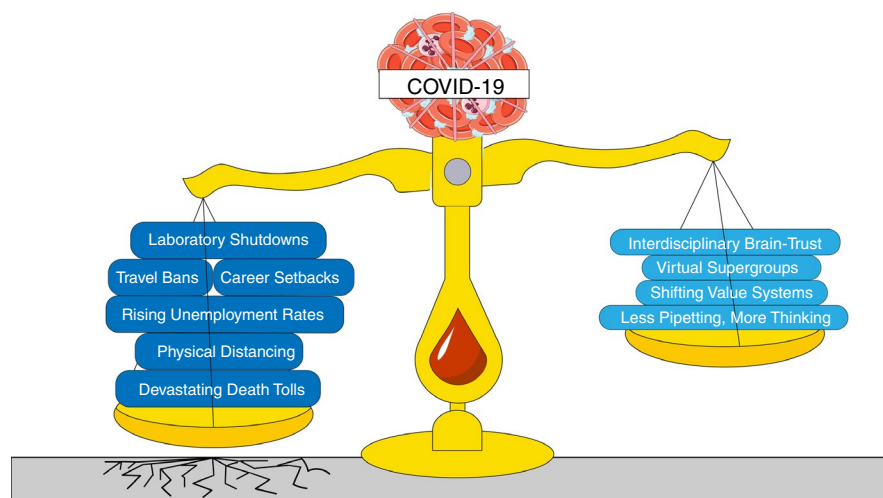 COVID-19
Laboratory Shutdowns
Travel Bans
Career Setbacks
Rising Unemployment Rates
Physical Distancing
Devastating Death Tolls
Interdisciplinary Brain-Trust
Virtual Supergroups
Shifting Value Systems
Less Pipetting, More Thinking